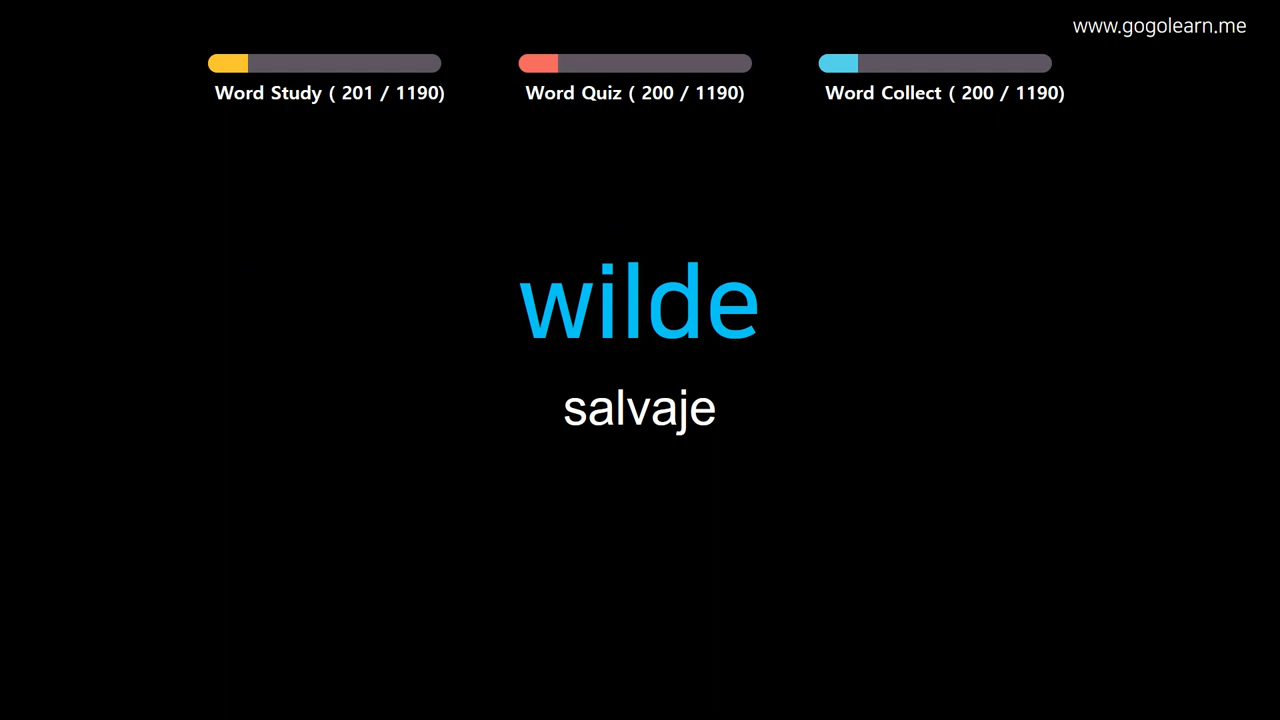 www.gogolearn.me
Word Study ( 201 / 1190)
Word Quiz ( 200 / 1190)
Word Collect ( 200 / 1190)
wilde
salvaje